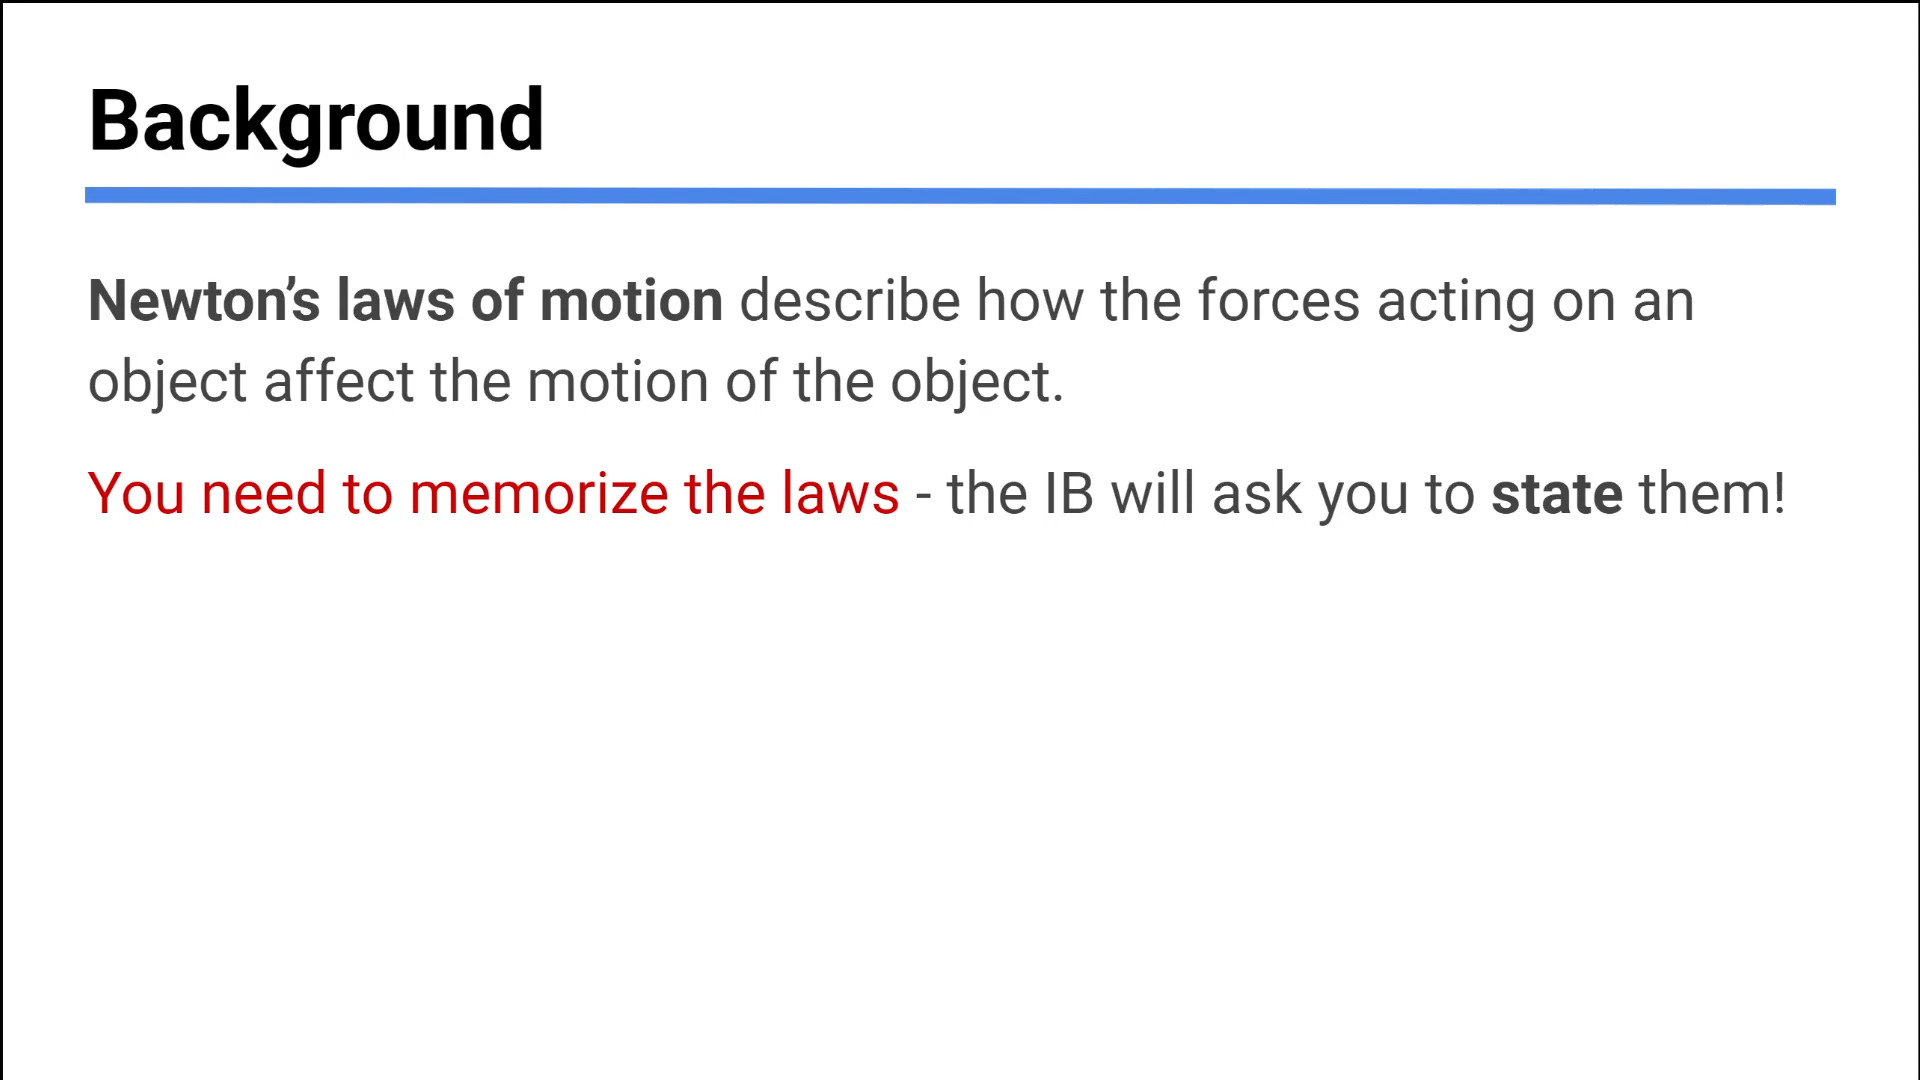 Background
Newton’s laws of motion describe how the forces acting on an
object affect the motion of the object.
You need to memorize the laws - the IB will ask you to state them!